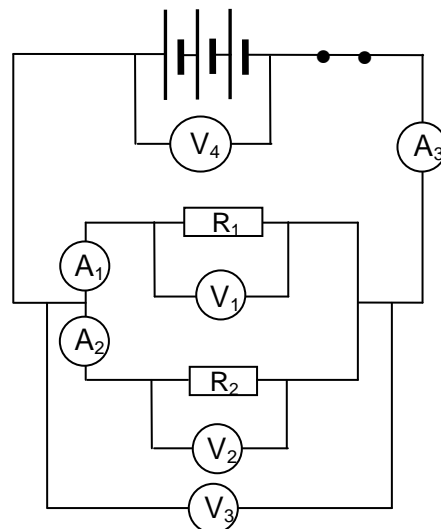 V₄
A₃
R₁
A₁
V₁
A₂
R₂
V₂
V₃